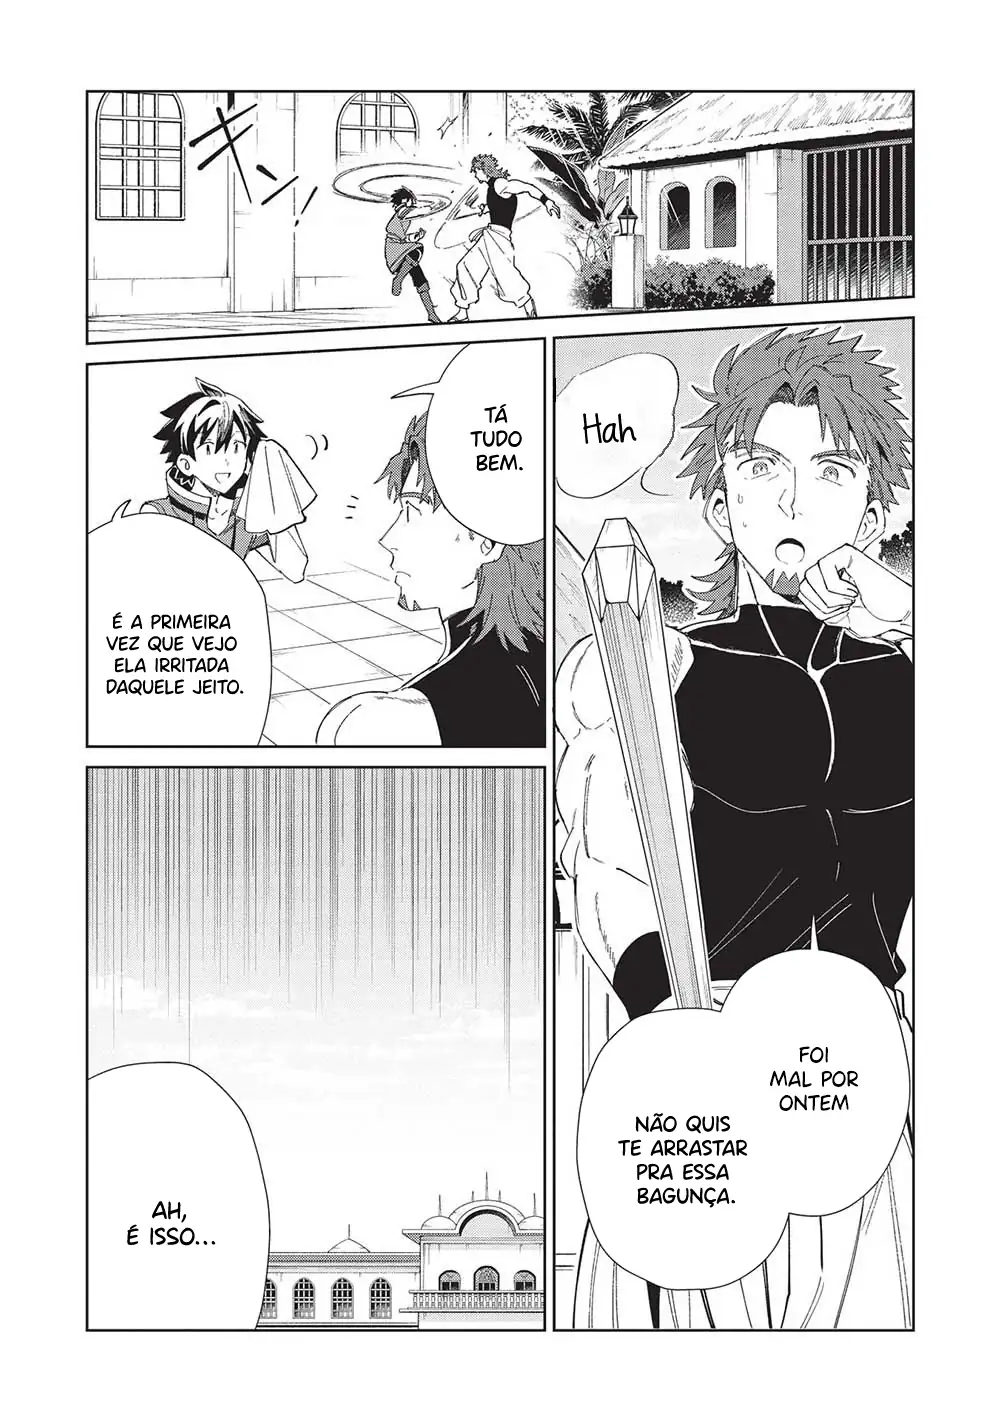 ギン
Hah
FOI
MAL POR
ONTEM
NÃO QUIS
TE ARRASTAR
PRA ESSA
BAGUNÇA.
TÁ
TUDO
BEM.
É A PRIMEIRA
VEZ QUE VEJO
ELA IRRITADA
DAQUELE JEITO.
AH,
É ISSO...